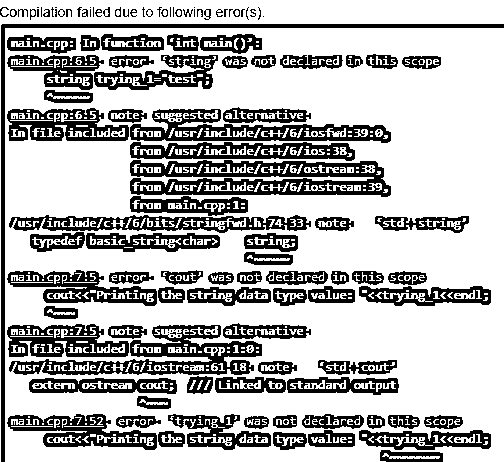 Compilation failed due to following error(s).
main.cpp: In function 'int main()':
main.cpp:6:5: error: 'string' was not declared in this scope
string trying_1="test";
^~~~~~
main.cpp:6:5: note: suggested alternative:
In file included from /usr/include/c++/6/iosfwd:39:0,
from /usr/include/c++/6/ios:38,
from /usr/include/c++/6/ostream:38,
from /usr/include/c++/6/iostream:39,
from main.cpp:1:
/usr/include/c++/6/bits/stringfwd.h:74:33: note: 'std::string'
typedef basic_string<char> string;
^~~~~~
main.cpp:7:5: error: 'cout' was not declared in this scope
cout<<"Printing the string data type value: "<<trying_1<<endl;
^~~~
main.cpp:7:5: note: suggested alternative:
In file included from main.cpp:1:0:
/usr/include/c++/6/iostream:61:18: note: 'std::cout'
extern ostream cout; /// Linked to standard output
^~~~
main.cpp:7:52: error: 'trying_1' was not declared in this scope
cout<<"Printing the string data type value: "<<trying_1<<endl;
^~~~~~~~